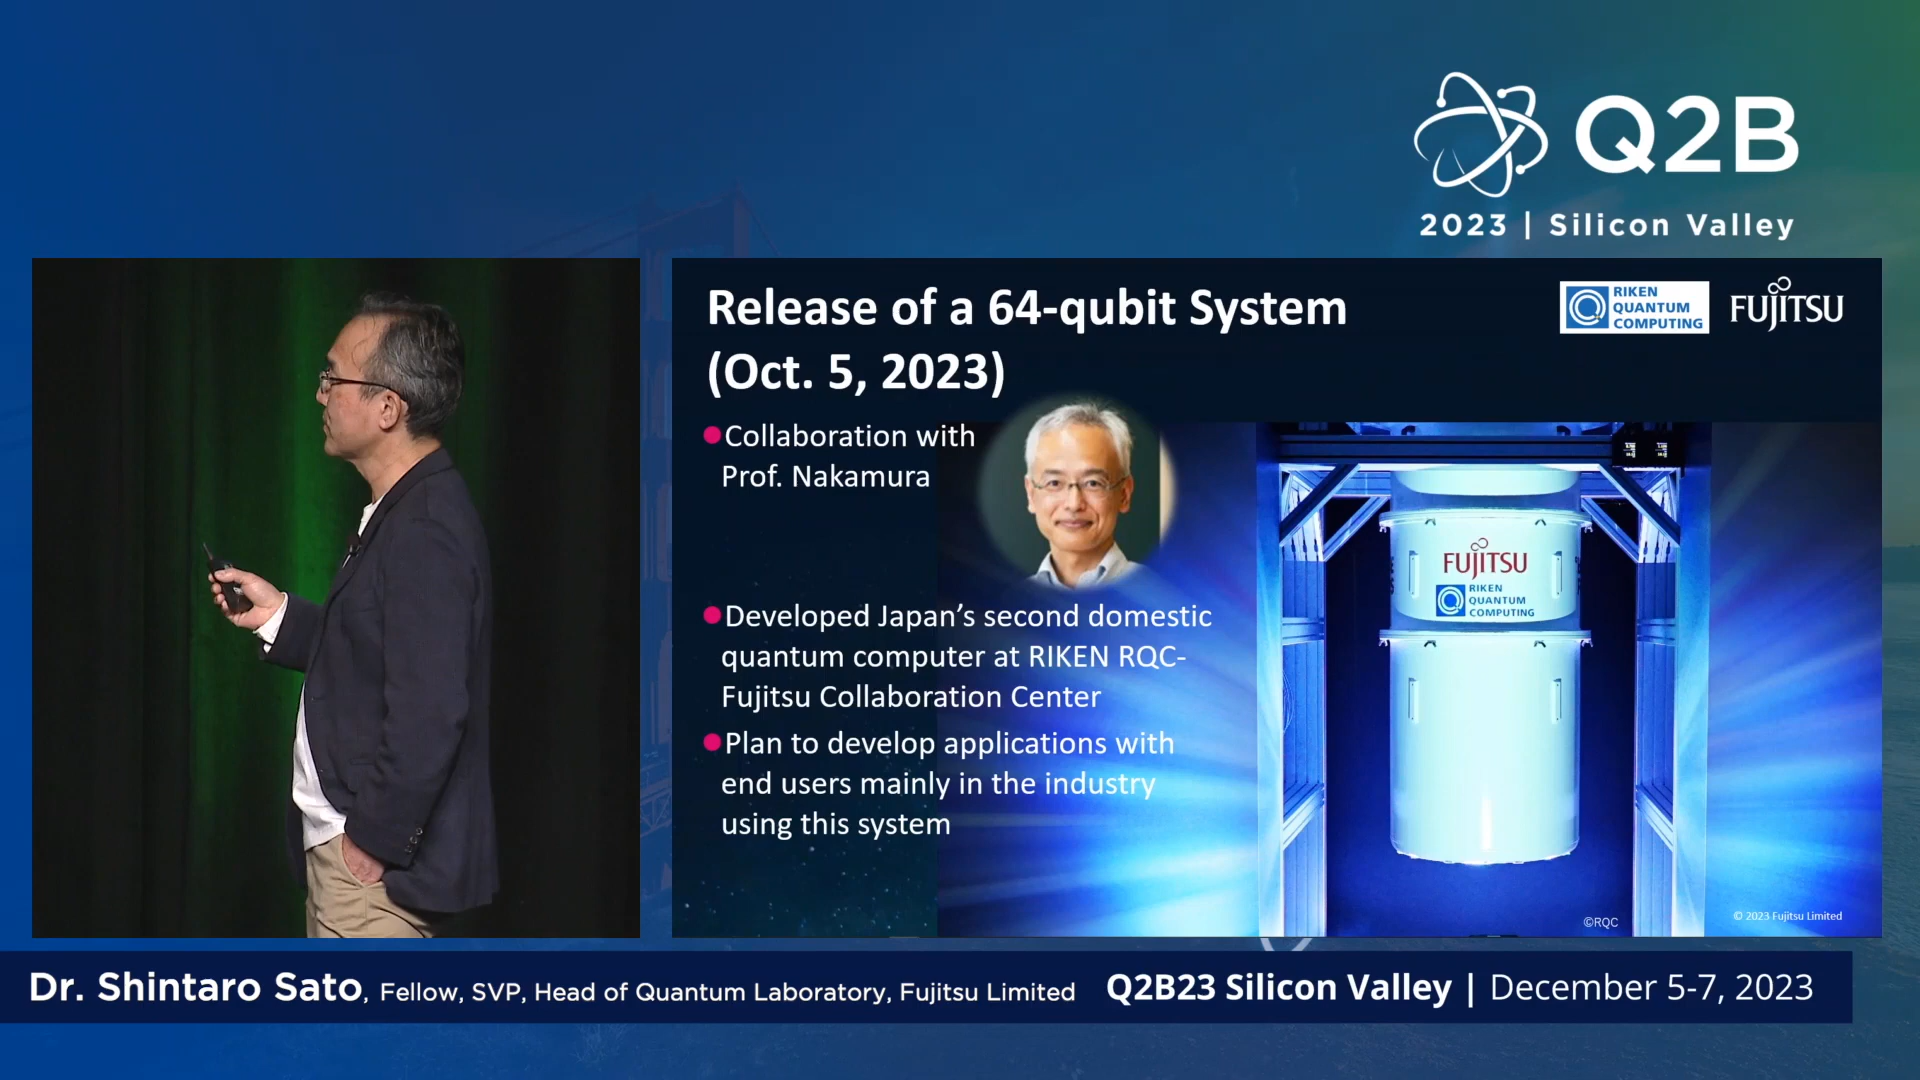 Q2B
2023 | Silicon Valley
Release of a 64-qubit System
(Oct. 5, 2023)
RIKEN
QUANTUM
COMPUTING
FUJITSU
●Collaboration with
Prof. Nakamura
●Developed Japan's second domestic
quantum computer at RIKEN RQC-
Fujitsu Collaboration Center
●Plan to develop applications with
end users mainly in the industry
using this system
FUJITSU
RIKEN
QUANTUM
COMPUTING
©RQC
© 2023 Fujitsu Limited
Dr. Shintaro Sato, Fellow, SVP, Head of Quantum Laboratory, Fujitsu Limited
Q2B23 Silicon Valley | December 5-7, 2023